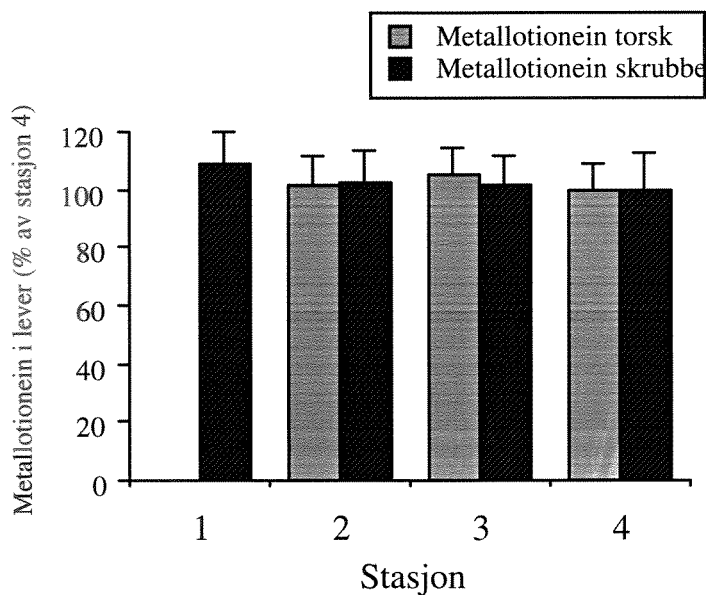 Metallotionein torsk
Metallotionein skrubbe
Metallotionein i lever (% av stasjon 4)
120
100
80
60
40
20
0
1 2 3 4
Stasjon